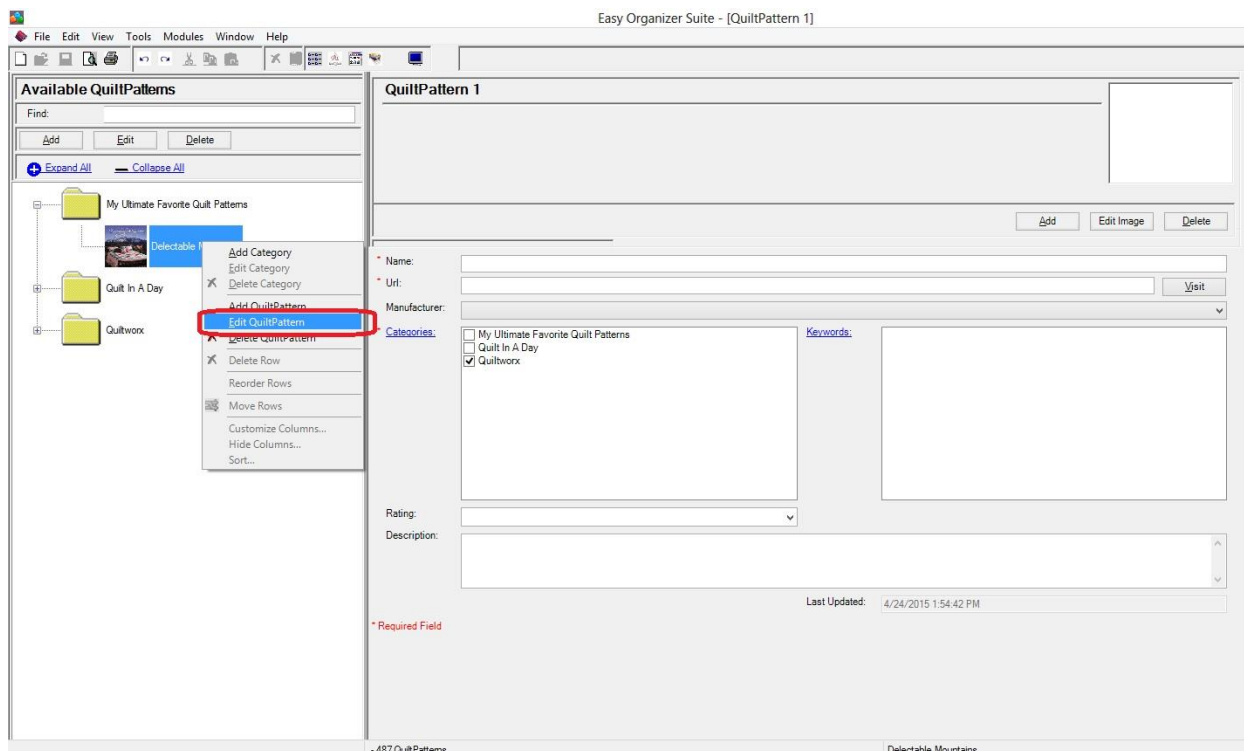 Easy Organizer Suite - [QuiltPattern 1]
File Edit View Tools Modules Window Help
Available QuiltPatterns
Find:
Add Edit Delete
Expand All Collapse All
My Ultimate Favorite Quilt Patterns
Delectable
Quilt In A Day
Quiltworx
Add Category
Edit Category
Delete Category
Add QuiltPattern
Edit QuiltPattern
Delete QuiltPattern
Delete Row
Reorder Rows
Move Rows
Customize Columns...
Hide Columns...
Sort...
QuiltPattern 1
Add Edit Image Delete
* Name:
* Url: Visit
Manufacturer:
* Categories:
My Ultimate Favorite Quilt Patterns
Quilt In A Day
Quiltworx
Keywords:
Rating:
Description:
Last Updated: 4/24/2015 1:54:42 PM
* Required Field
- 487 QuiltPatterns Delectable Mountains